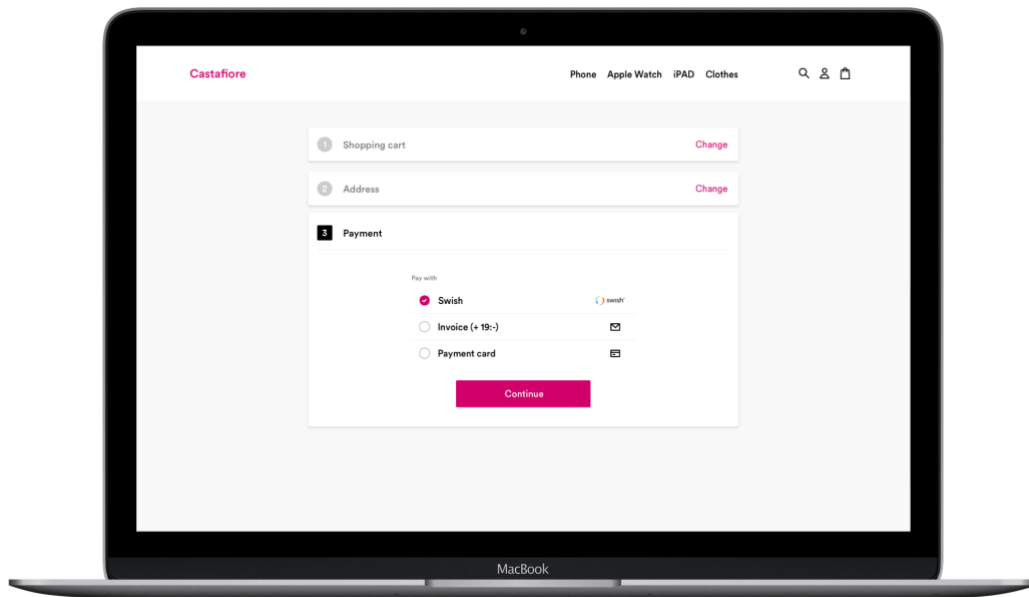 Castafiore
Phone Apple Watch iPAD Clothes
1 Shopping cart Change
2 Address Change
3 Payment
Pay with
Swish swish®
Invoice (+ 19:-)
Payment card
Continue
MacBook